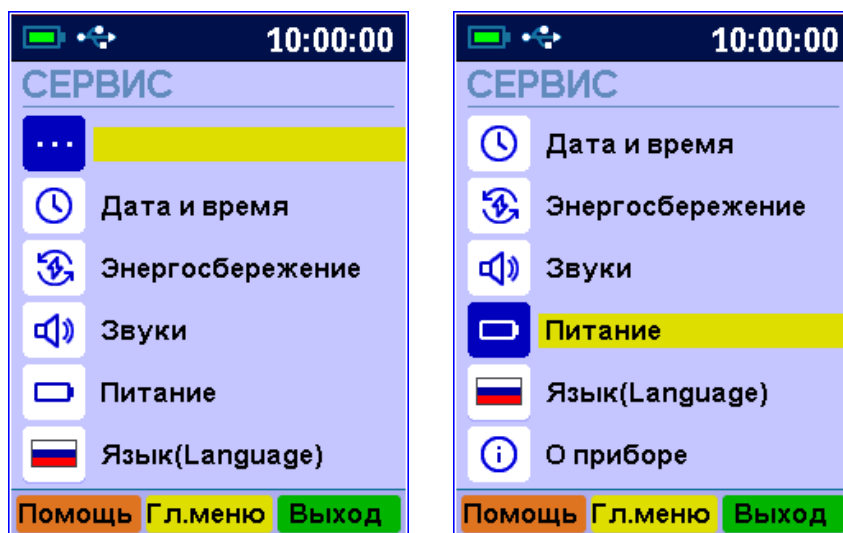 10:00:00
СЕРВИС
...
Дата и время
Энергосбережение
Звуки
Питание
Язык(Language)
Помощь Гл.меню Выход
10:00:00
СЕРВИС
Дата и время
Энергосбережение
Звуки
Питание
Язык(Language)
О приборе
Помощь Гл.меню Выход